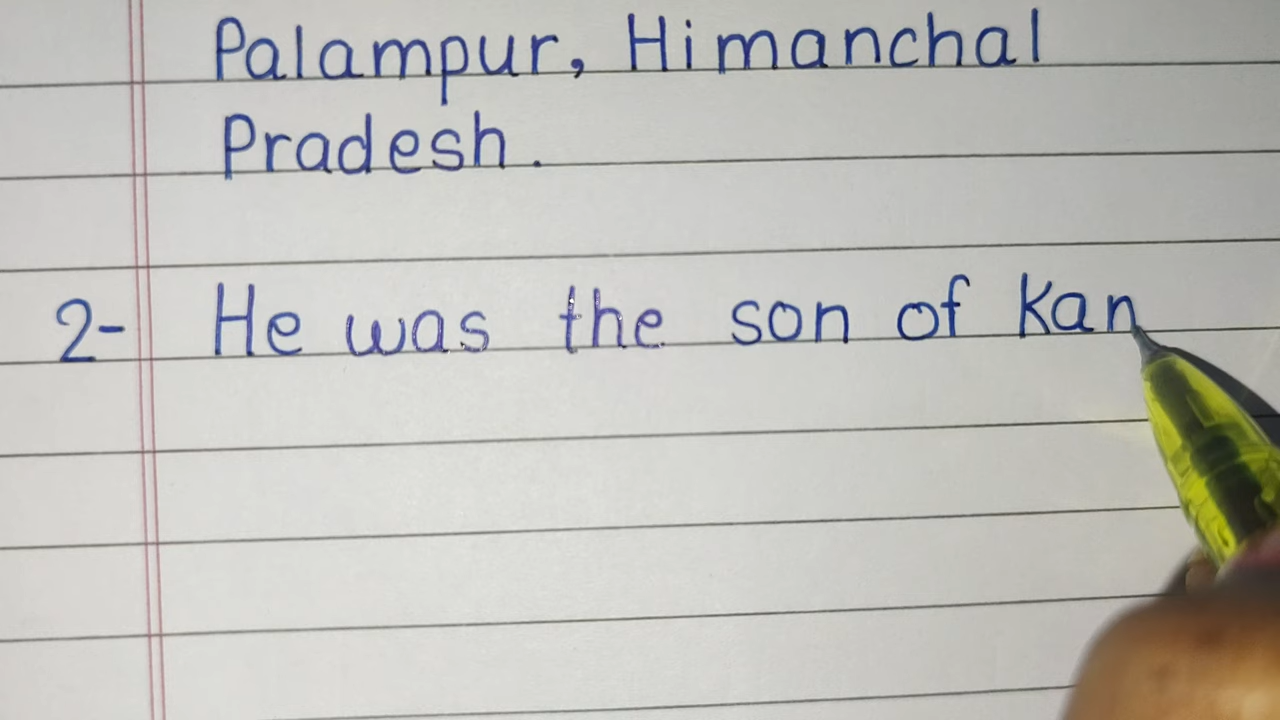 Palampur, Himanchal
Pradesh.
2- He was the son of Kan